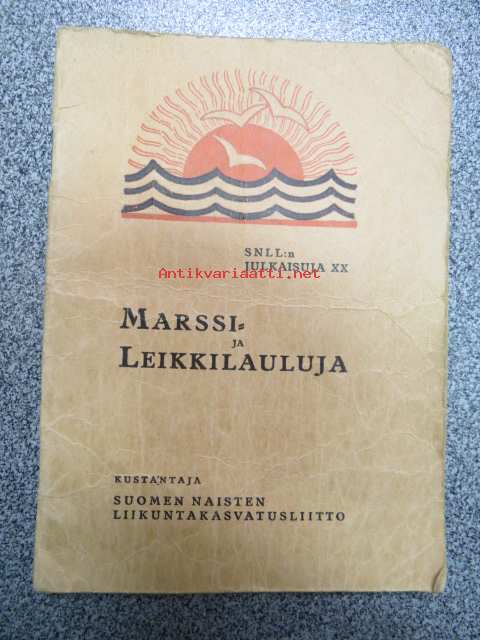 SNLL:n
JULKAISUJA XX
Antikvariaatti.net
MARSSI-
JA
LEIKKILAULUJA
KUSTANTAJA
SUOMEN NAISTEN
LIIKUNTAKASVATUSLIITTO